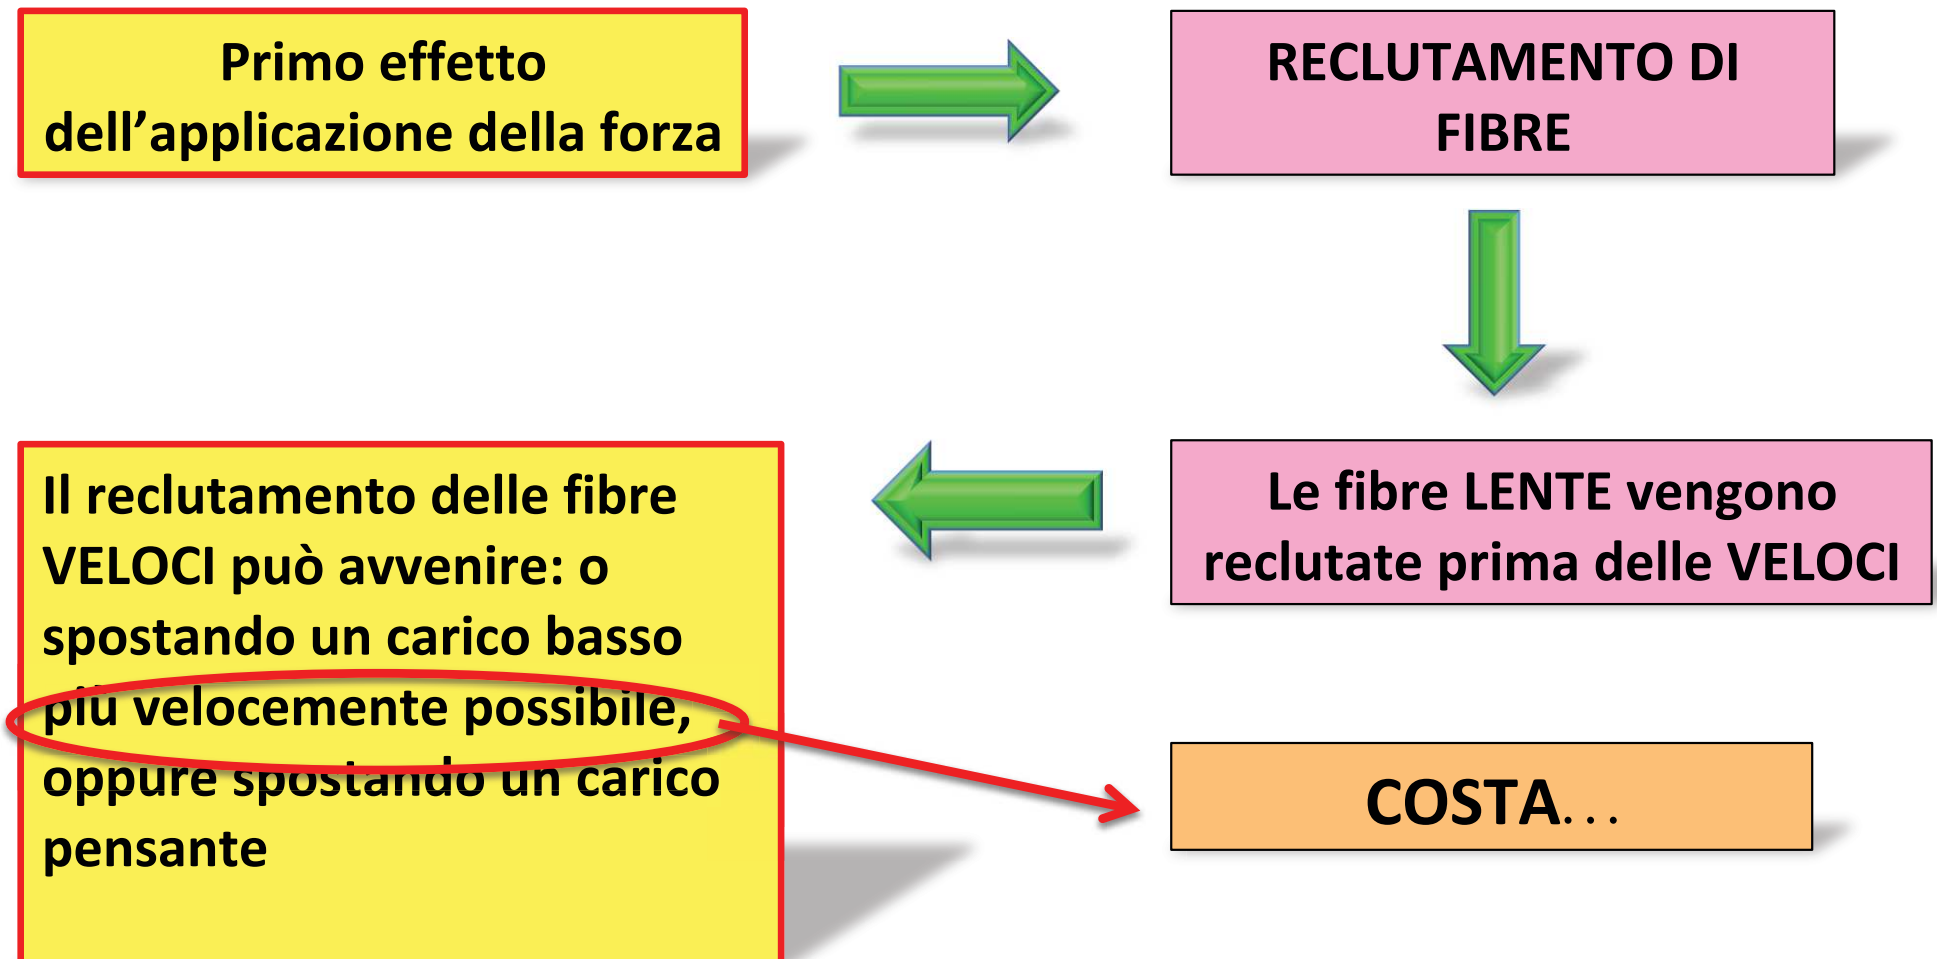 Primo effetto
dell’applicazione della forza
RECLUTAMENTO DI
FIBRE
Le fibre LENTE vengono
reclutate prima delle VELOCI
Il reclutamento delle fibre
VELOCI può avvenire: o
spostando un carico basso
più velocemente possibile,
oppure spostando un carico
pensante
COSTA...